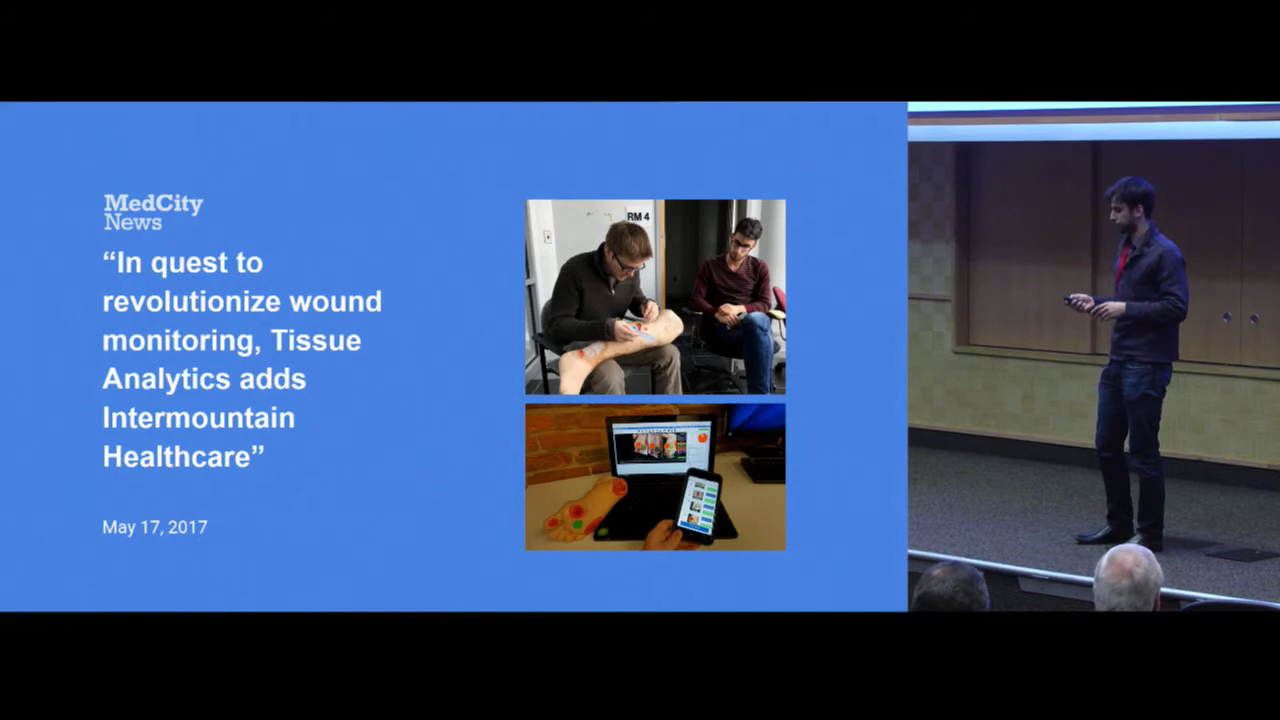 MedCity
News
“In quest to
revolutionize wound
monitoring, Tissue
Analytics adds
Intermountain
Healthcare”
May 17, 2017
RM 4